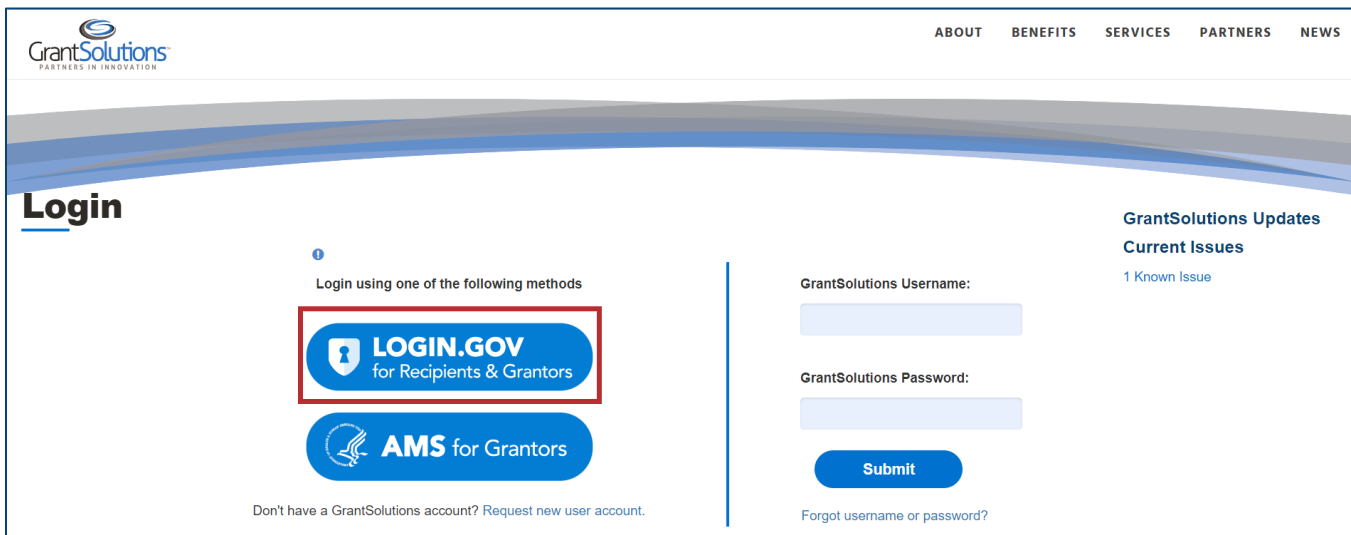 GrantSolutions
PARTNERS IN INNOVATION
ABOUT BENEFITS SERVICES PARTNERS NEWS
Login
GrantSolutions Updates
Current Issues
1 Known Issue
Login using one of the following methods
LOGIN.GOV
for Recipients & Grantors
AMS for Grantors
Don't have a GrantSolutions account? Request new user account.
GrantSolutions Username:
GrantSolutions Password:
Submit
Forgot username or password?